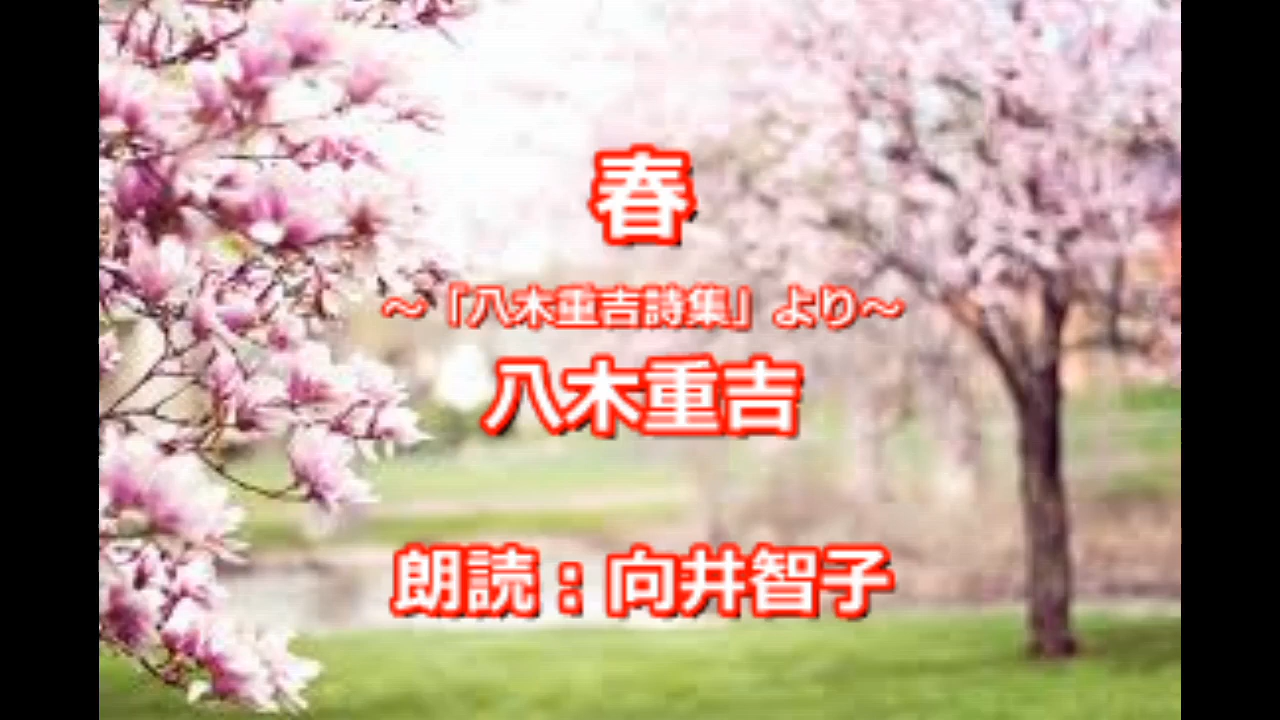 春
～「八木重吉詩集」より～
八木重吉
朗読：向井智子